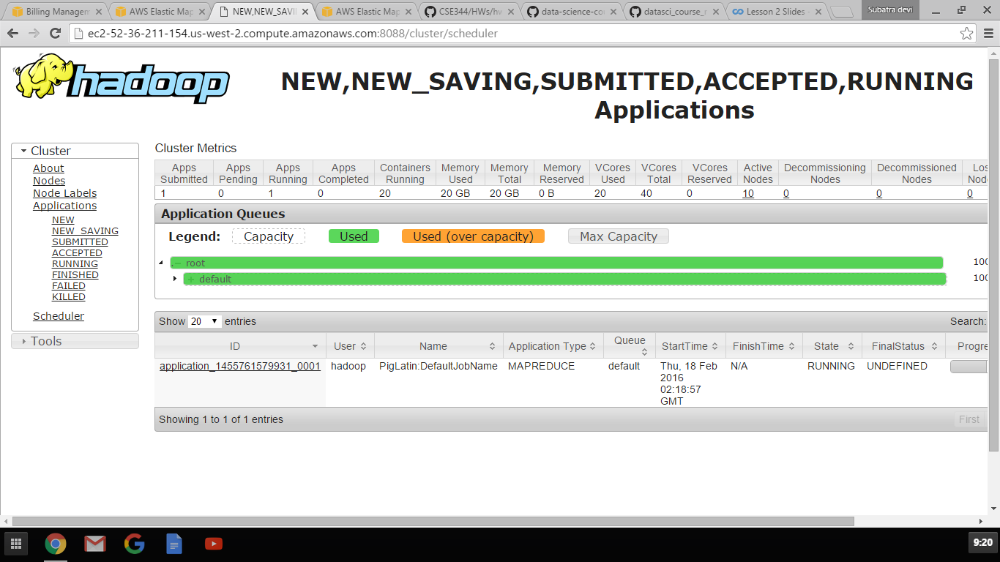 Billing Managem
AWS Elastic Map
NEW,NEW_SAVI
AWS Elastic Map
CSE344/HWs/hw
data-science-co
datasci_course_m
Lesson 2 Slides
Subatra devi
ec2-52-36-211-154.us-west-2.compute.amazonaws.com:8088/cluster/scheduler
hadoop
NEW,NEW_SAVING,SUBMITTED,ACCEPTED,RUNNING
Applications
Cluster
About
Nodes
Node Labels
Applications
NEW
NEW_SAVING
SUBMITTED
ACCEPTED
RUNNING
FINISHED
FAILED
KILLED
Scheduler
Tools
Cluster Metrics
Apps Submitted Apps Pending Apps Running Apps Completed Containers Running Memory Used Memory Total Memory Reserved VCores Used VCores Total VCores Reserved Active Nodes Decommissioning Nodes Decommissioned Nodes Los Nod
1 0 1 0 20 20 GB 20 GB 0 B 20 40 0 10 0 0 0
Application Queues
Legend: Capacity Used Used (over capacity) Max Capacity
root 100
default 100
Show 20 entries Search:
ID User Name Application Type Queue StartTime FinishTime State FinalStatus Progre
application_1455761579931_0001 hadoop PigLatin:DefaultJobName MAPREDUCE default Thu, 18 Feb N/A RUNNING UNDEFINED
2016
02:18:57
GMT
Showing 1 to 1 of 1 entries First
9:20